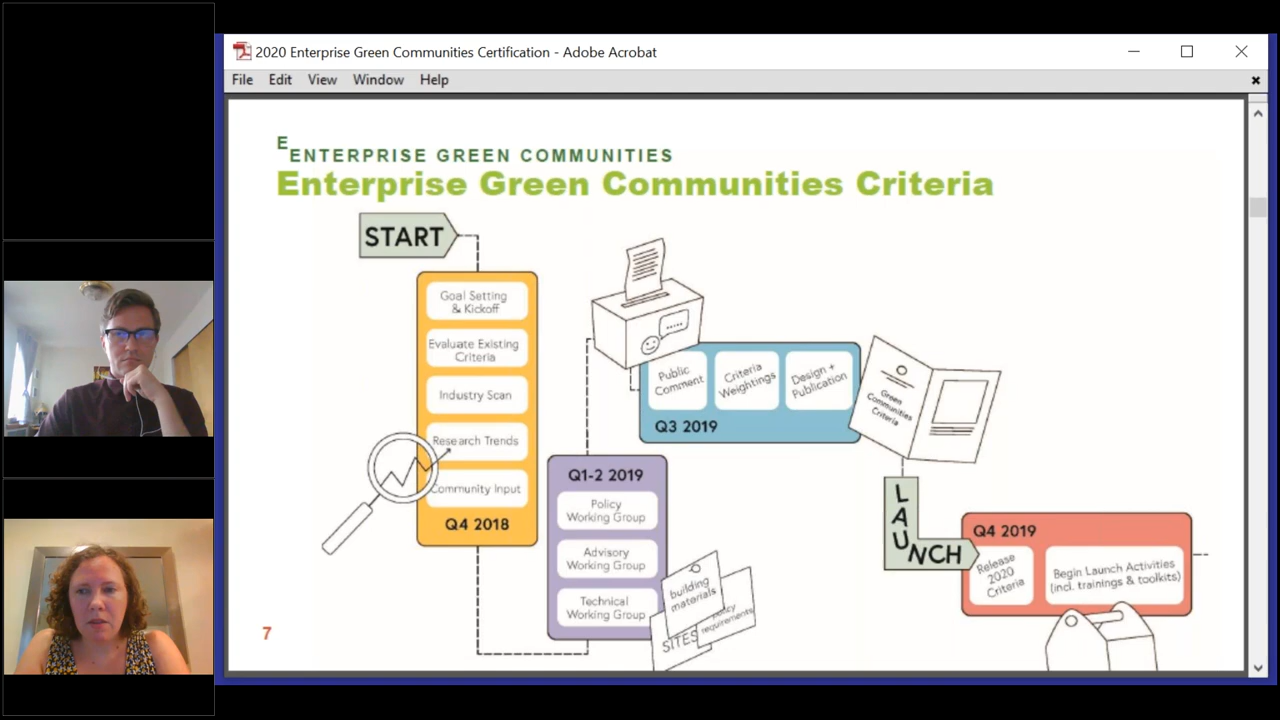 2020 Enterprise Green Communities Certification - Adobe Acrobat
File Edit View Window Help
E
ENTERPRISE GREEN COMMUNITIES
Enterprise Green Communities Criteria
START
Goal Setting
& Kickoff
Evaluate Existing
Criteria
Industry Scan
Research Trends
Community Input
Q4 2018
Q1-2 2019
Policy
Working Group
Advisory
Working Group
Technical
Working Group
building
materials
SITES
requirements
Public
Comment
Criteria
Weightings
Design +
Publication
Q3 2019
Green
Communities
Criteria
LAUNCH
Q4 2019
Release
2020
Criteria
Begin Launch Activities
(incl. trainings & toolkits)
7